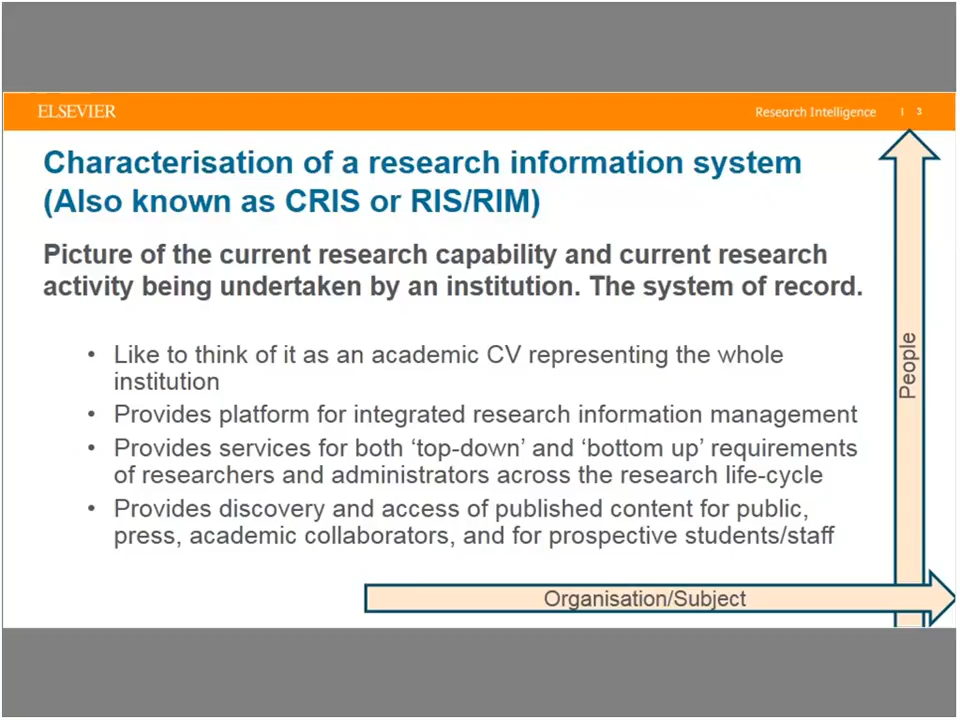 ELSEVIER
Research Intelligence | 3
Characterisation of a research information system
(Also known as CRIS or RIS/RIM)
Picture of the current research capability and current research
activity being undertaken by an institution. The system of record.
• Like to think of it as an academic CV representing the whole
institution
• Provides platform for integrated research information management
• Provides services for both ‘top-down’ and ‘bottom up’ requirements
of researchers and administrators across the research life-cycle
• Provides discovery and access of published content for public,
press, academic collaborators, and for prospective students/staff
People
Organisation/Subject